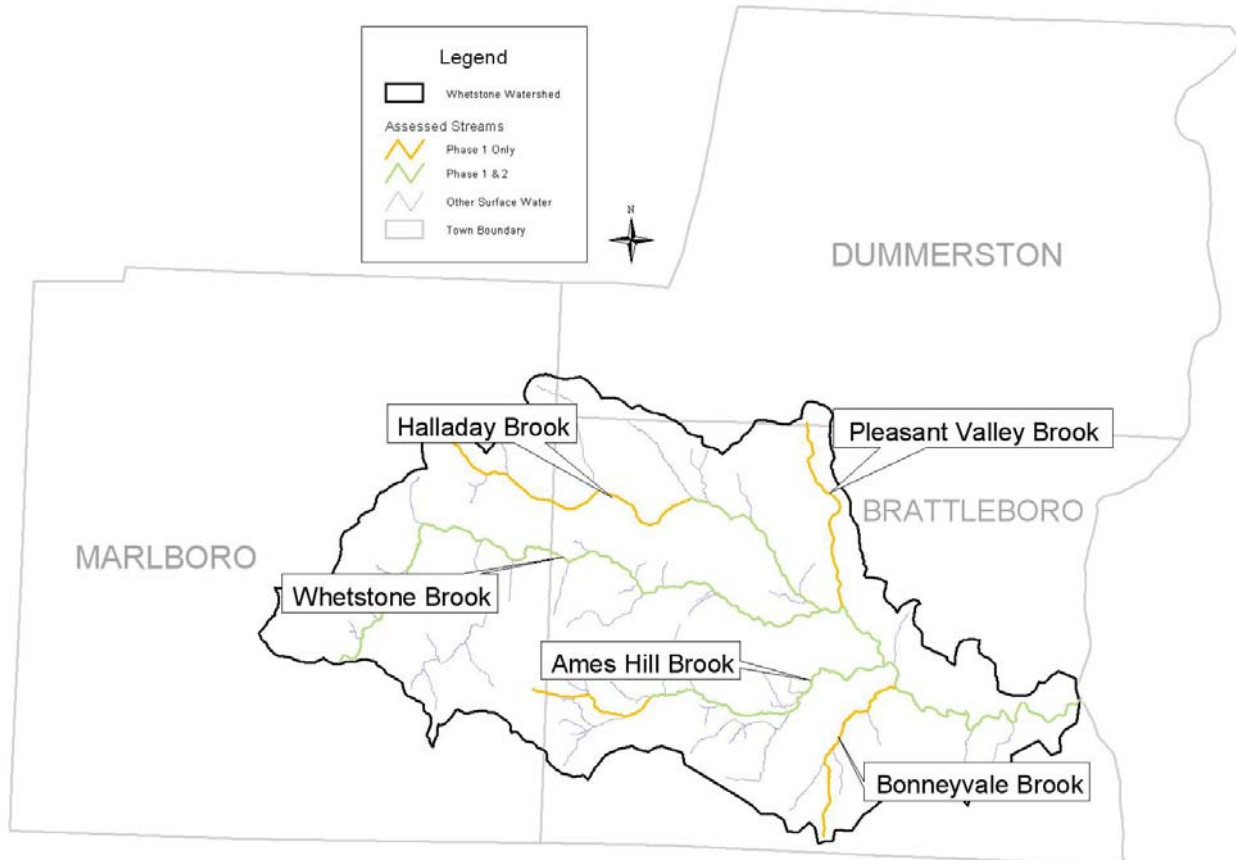 Legend
Whetstone Watershed
Assessed Streams
Phase 1 Only
Phase 1 & 2
Other Surface Water
Town Boundary
N
DUMMERSTON
Halladay Brook
Pleasant Valley Brook
BRATTLEBORO
MARLBORO
Whetstone Brook
Ames Hill Brook
Bonneyvale Brook